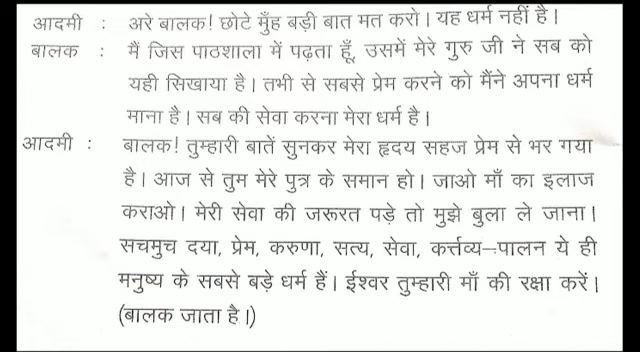 आदमी : अरे बालक! छोटे मुँह बड़ी बात मत करो। यह धर्म नहीं है।
बालक : मैं जिस पाठशाला में पढ़ता हूँ, उसमें मेरे गुरु जी ने सब को
यही सिखाया है। तभी से सबसे प्रेम करने को मैंने अपना धर्म
माना है। सब की सेवा करना मेरा धर्म है।
आदमी : बालक! तुम्हारी बातें सुनकर मेरा हृदय सहज प्रेम से भर गया
है। आज से तुम मेरे पुत्र के समान हो। जाओ माँ का इलाज
कराओ। मेरी सेवा की जरूरत पड़े तो मुझे बुला ले जाना।
सचमुच दया, प्रेम, करुणा, सत्य, सेवा, कर्त्तव्य-पालन ये ही
मनुष्य के सबसे बड़े धर्म हैं। ईश्वर तुम्हारी माँ की रक्षा करें।
(बालक जाता है।)